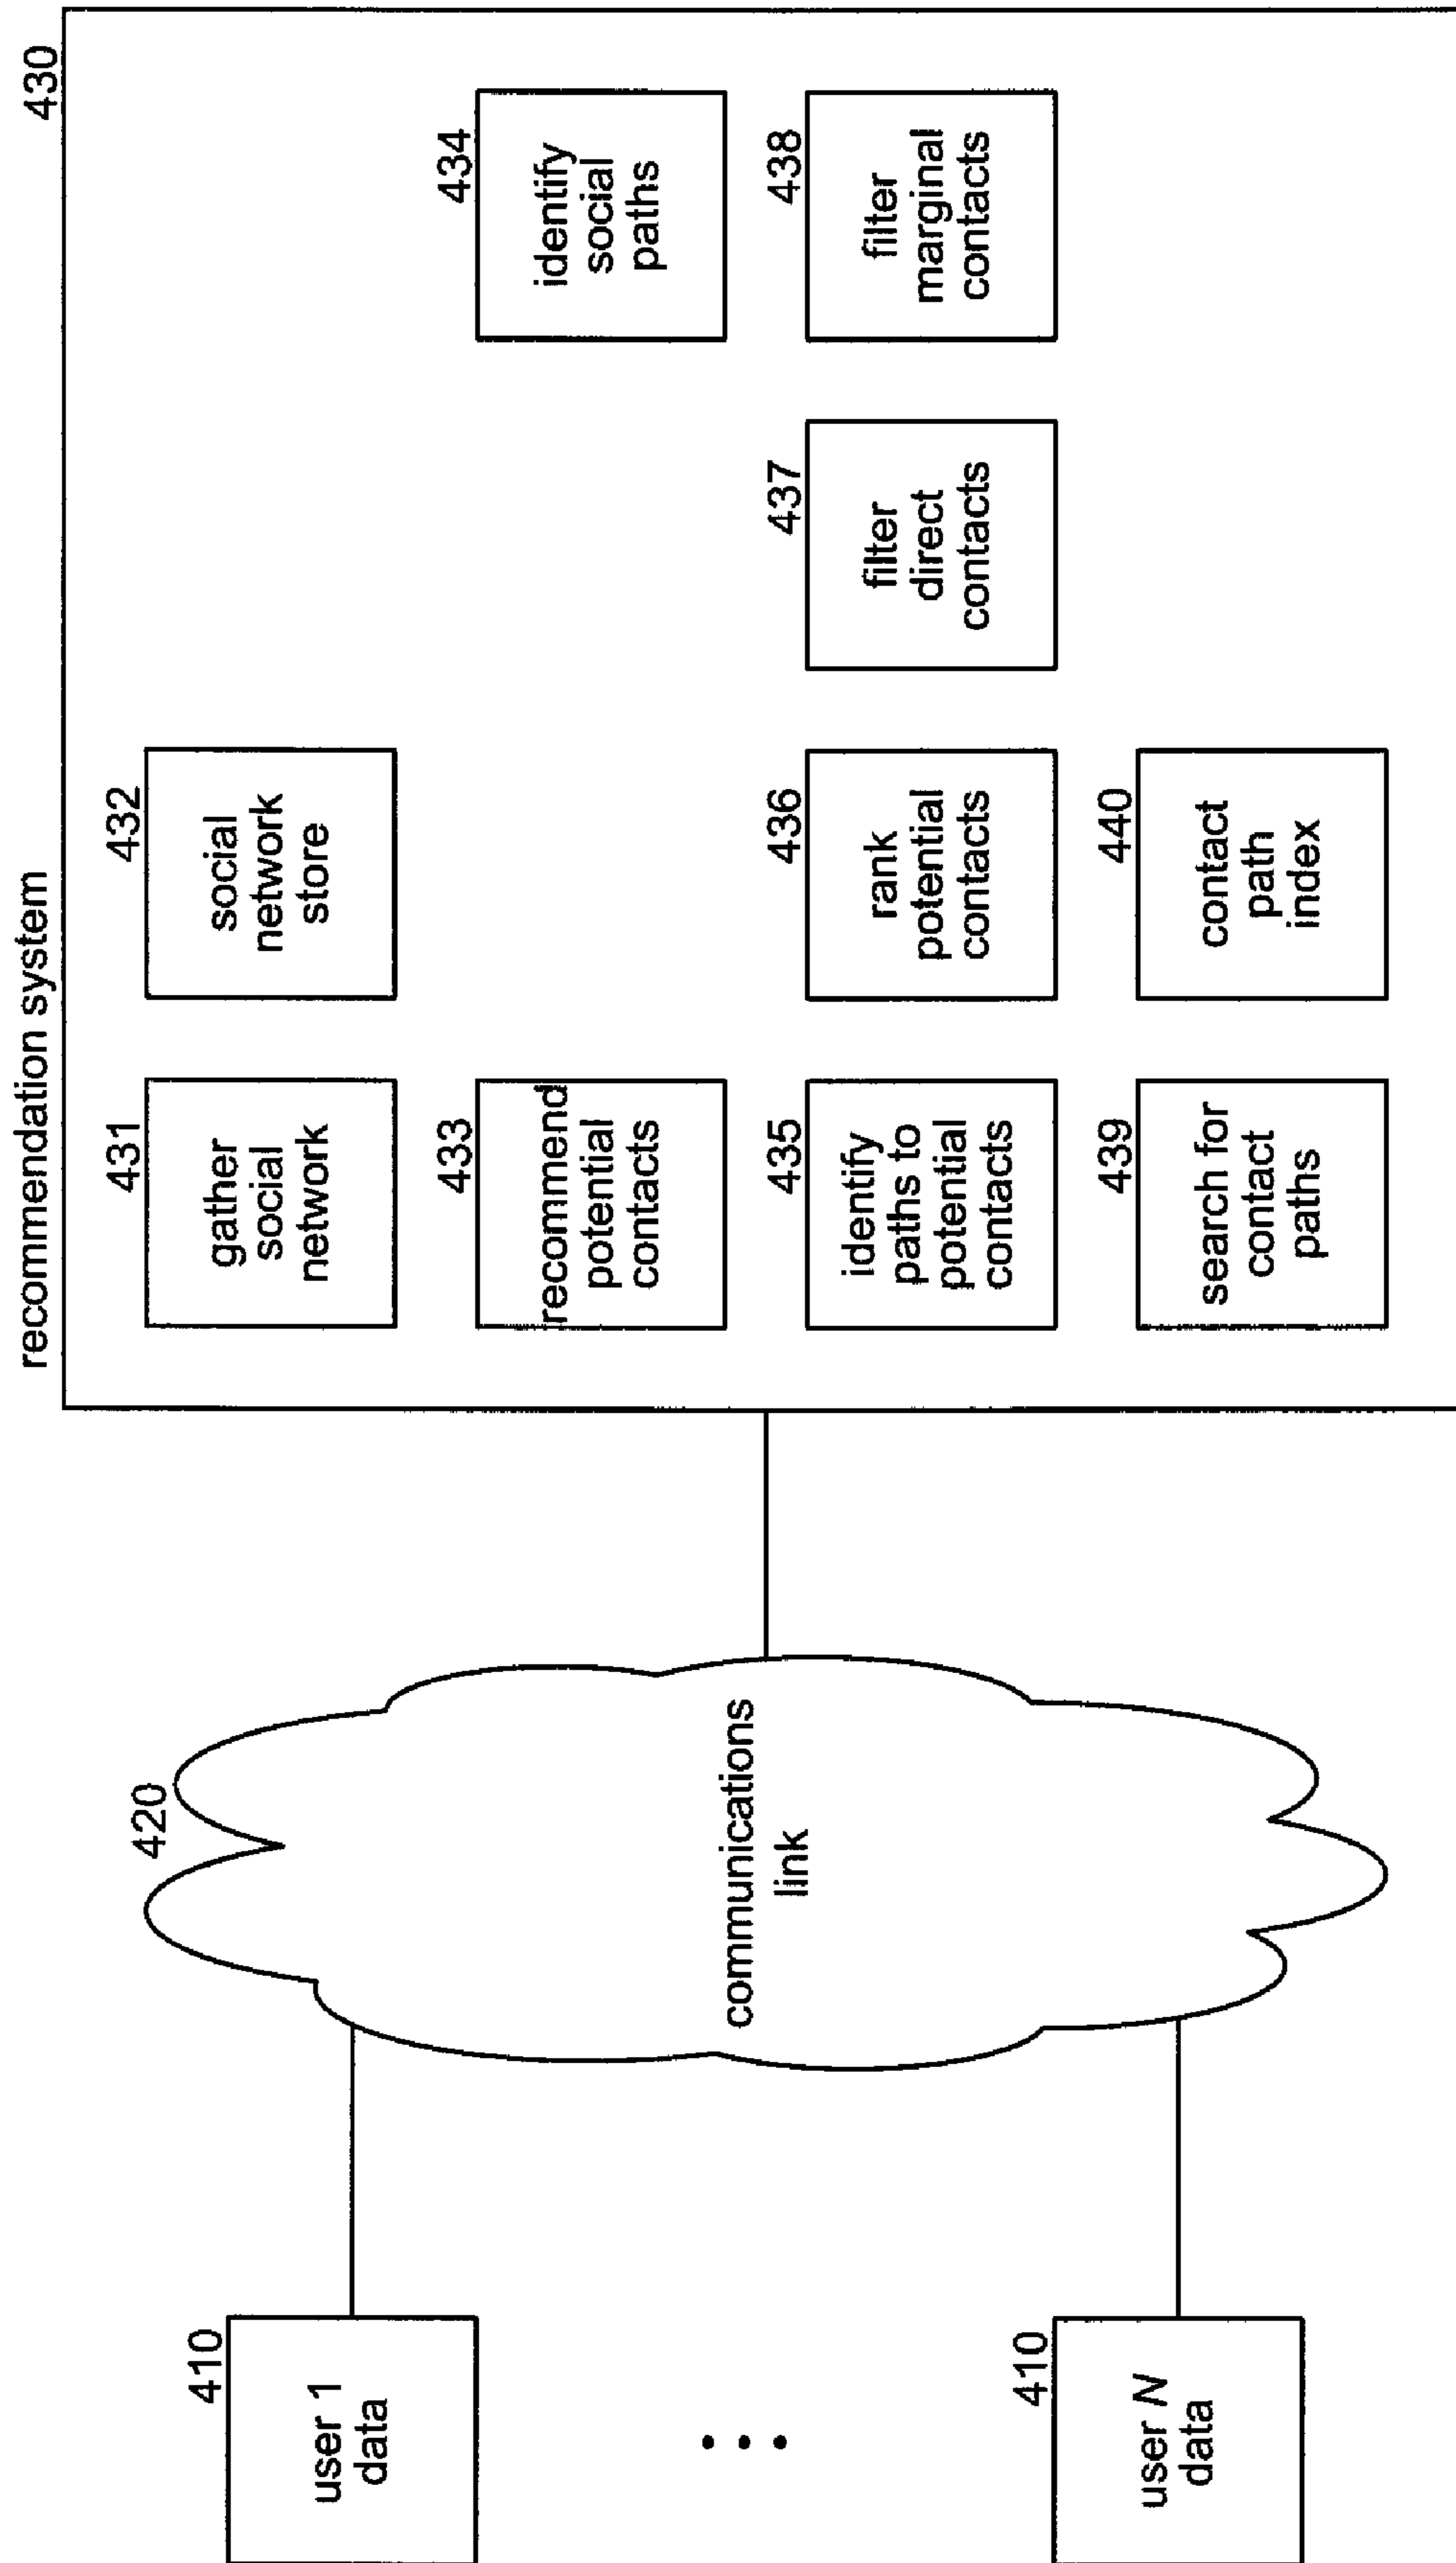 recommendation system
430
431
gather
social
network
432
social
network
store
433
recommend
potential
contacts
434
identify
social
paths
435
identify
paths to
potential
contacts
436
rank
potential
contacts
437
filter
direct
contacts
438
filter
marginal
contacts
439
search for
contact
paths
440
contact
path
index
420
communications
link
410
user 1
data
410
user N
data